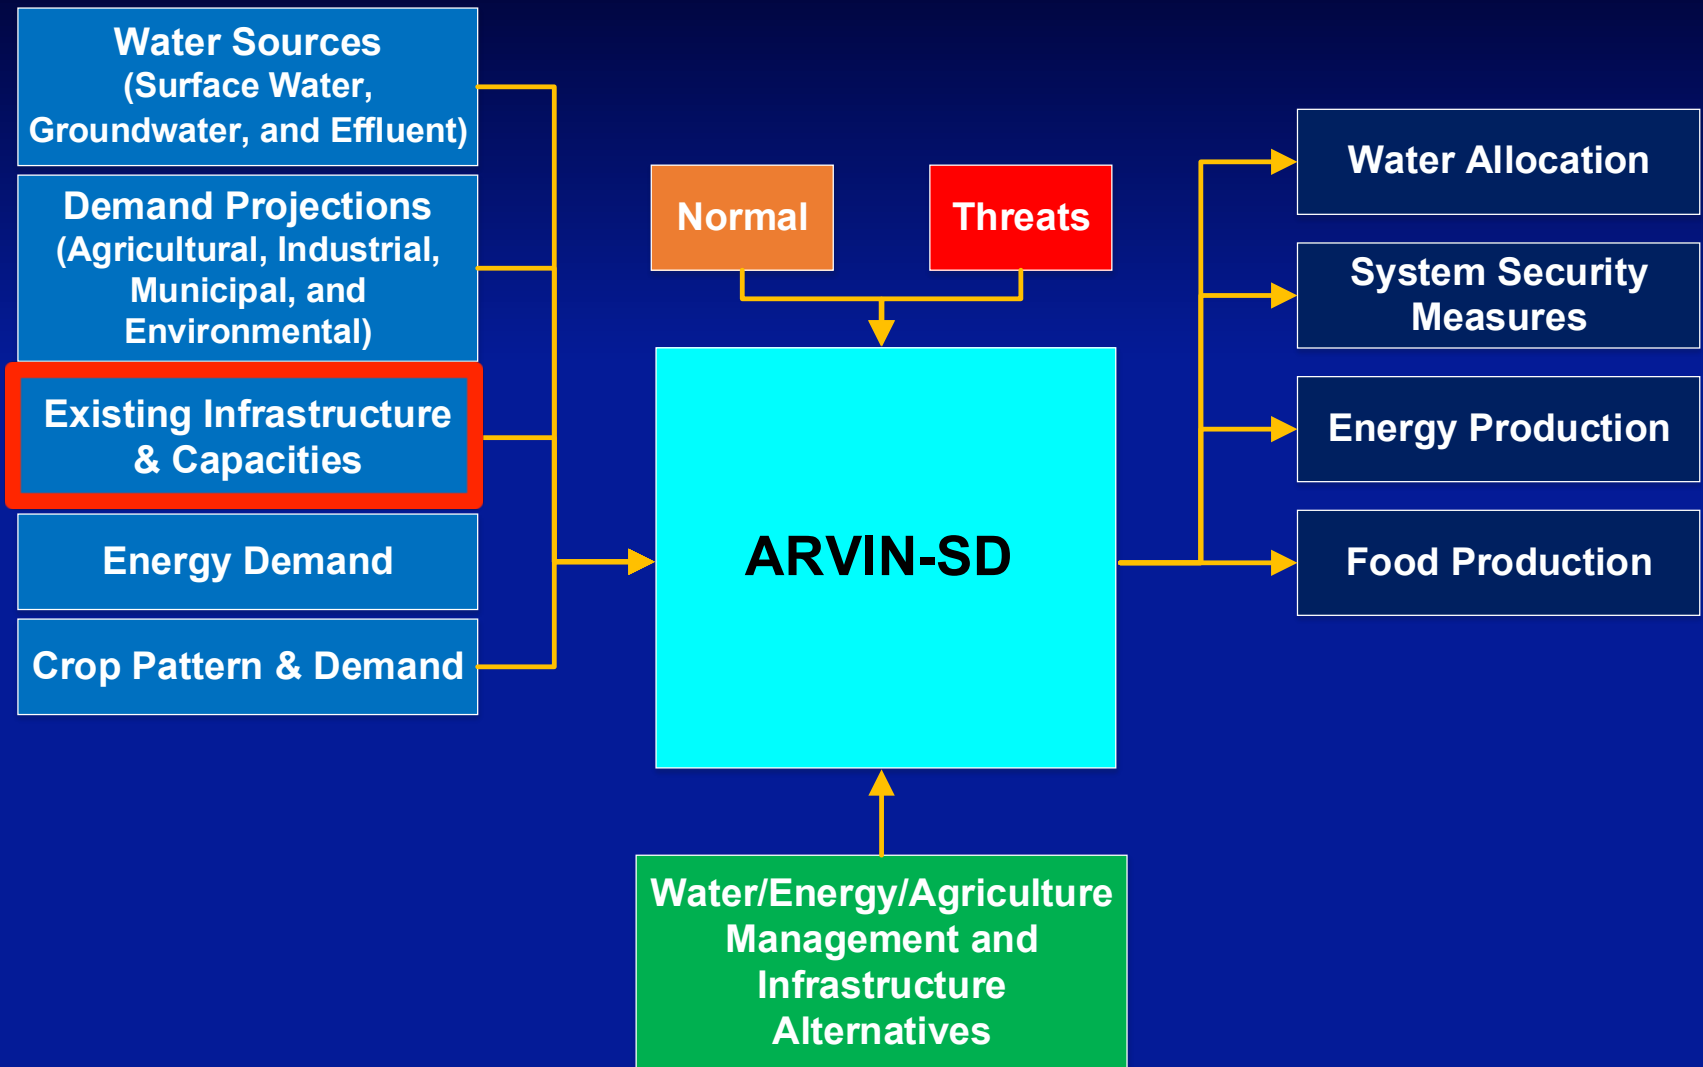 Water Sources
(Surface Water,
Groundwater, and Effluent)
Demand Projections
(Agricultural, Industrial,
Municipal, and
Environmental)
Existing Infrastructure
& Capacities
Energy Demand
Crop Pattern & Demand
Normal
Threats
ARVIN-SD
Water/Energy/Agriculture
Management and
Infrastructure
Alternatives
Water Allocation
System Security
Measures
Energy Production
Food Production